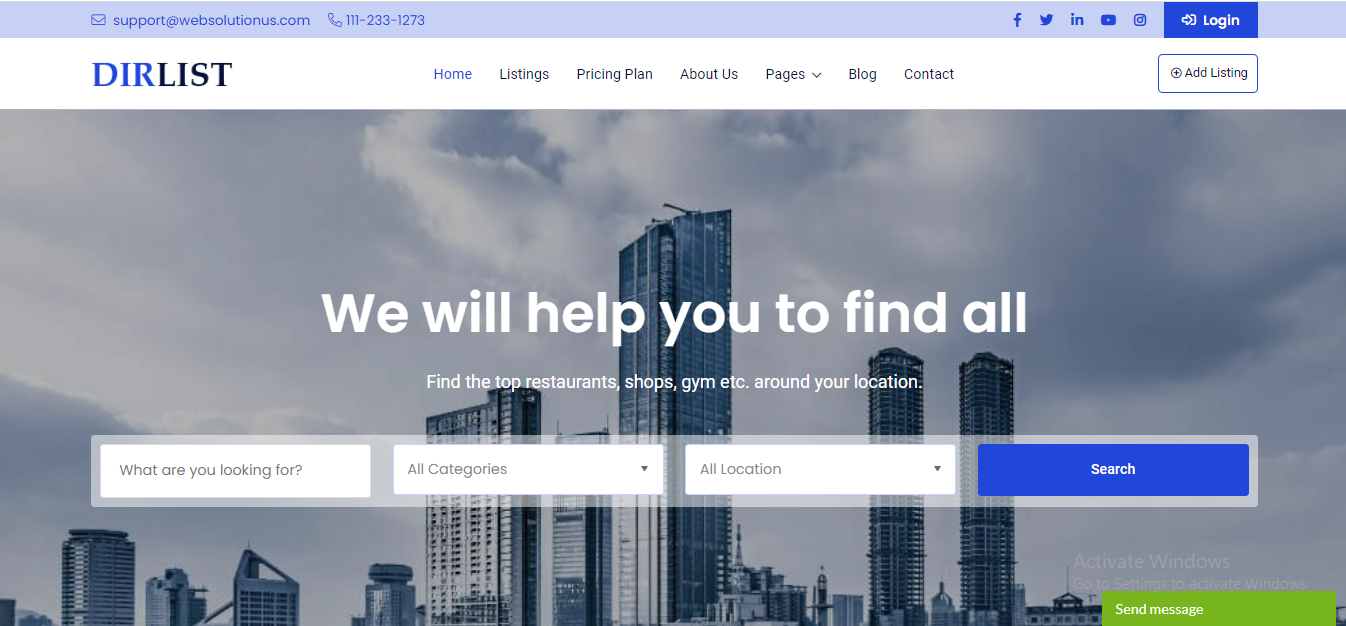 support@websolutionus.com 111-233-1273 Login
DIRLIST Home Listings Pricing Plan About Us Pages Blog Contact Add Listing
We will help you to find all
Find the top restaurants, shops, gym etc. around your location.
What are you looking for? All Categories All Location Search
Activate Windows
Go to Settings to activate Windows.
Send message